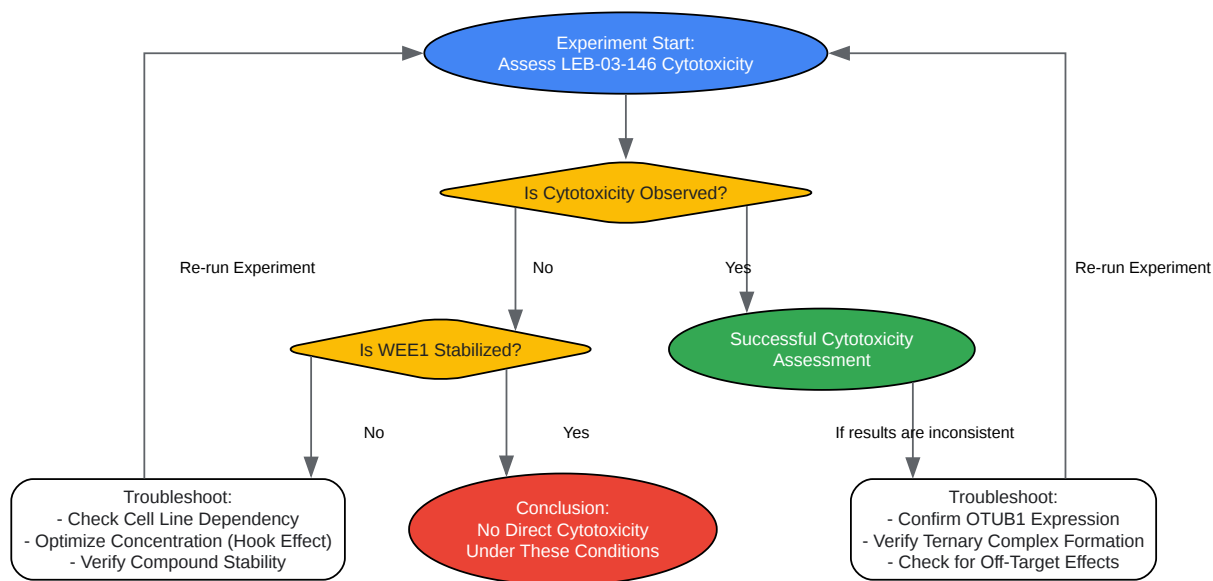 Experiment Start:
Assess LEB-03-146 Cytotoxicity
Is Cytotoxicity Observed?
Re-run Experiment
No
Yes
Re-run Experiment
Is WEE1 Stabilized?
Successful Cytotoxicity
Assessment
No
Yes
If results are inconsistent
Troubleshoot:
- Check Cell Line Dependency
- Optimize Concentration (Hook Effect)
- Verify Compound Stability
Conclusion:
No Direct Cytotoxicity
Under These Conditions
Troubleshoot:
- Confirm OTUB1 Expression
- Verify Ternary Complex Formation
- Check for Off-Target Effects